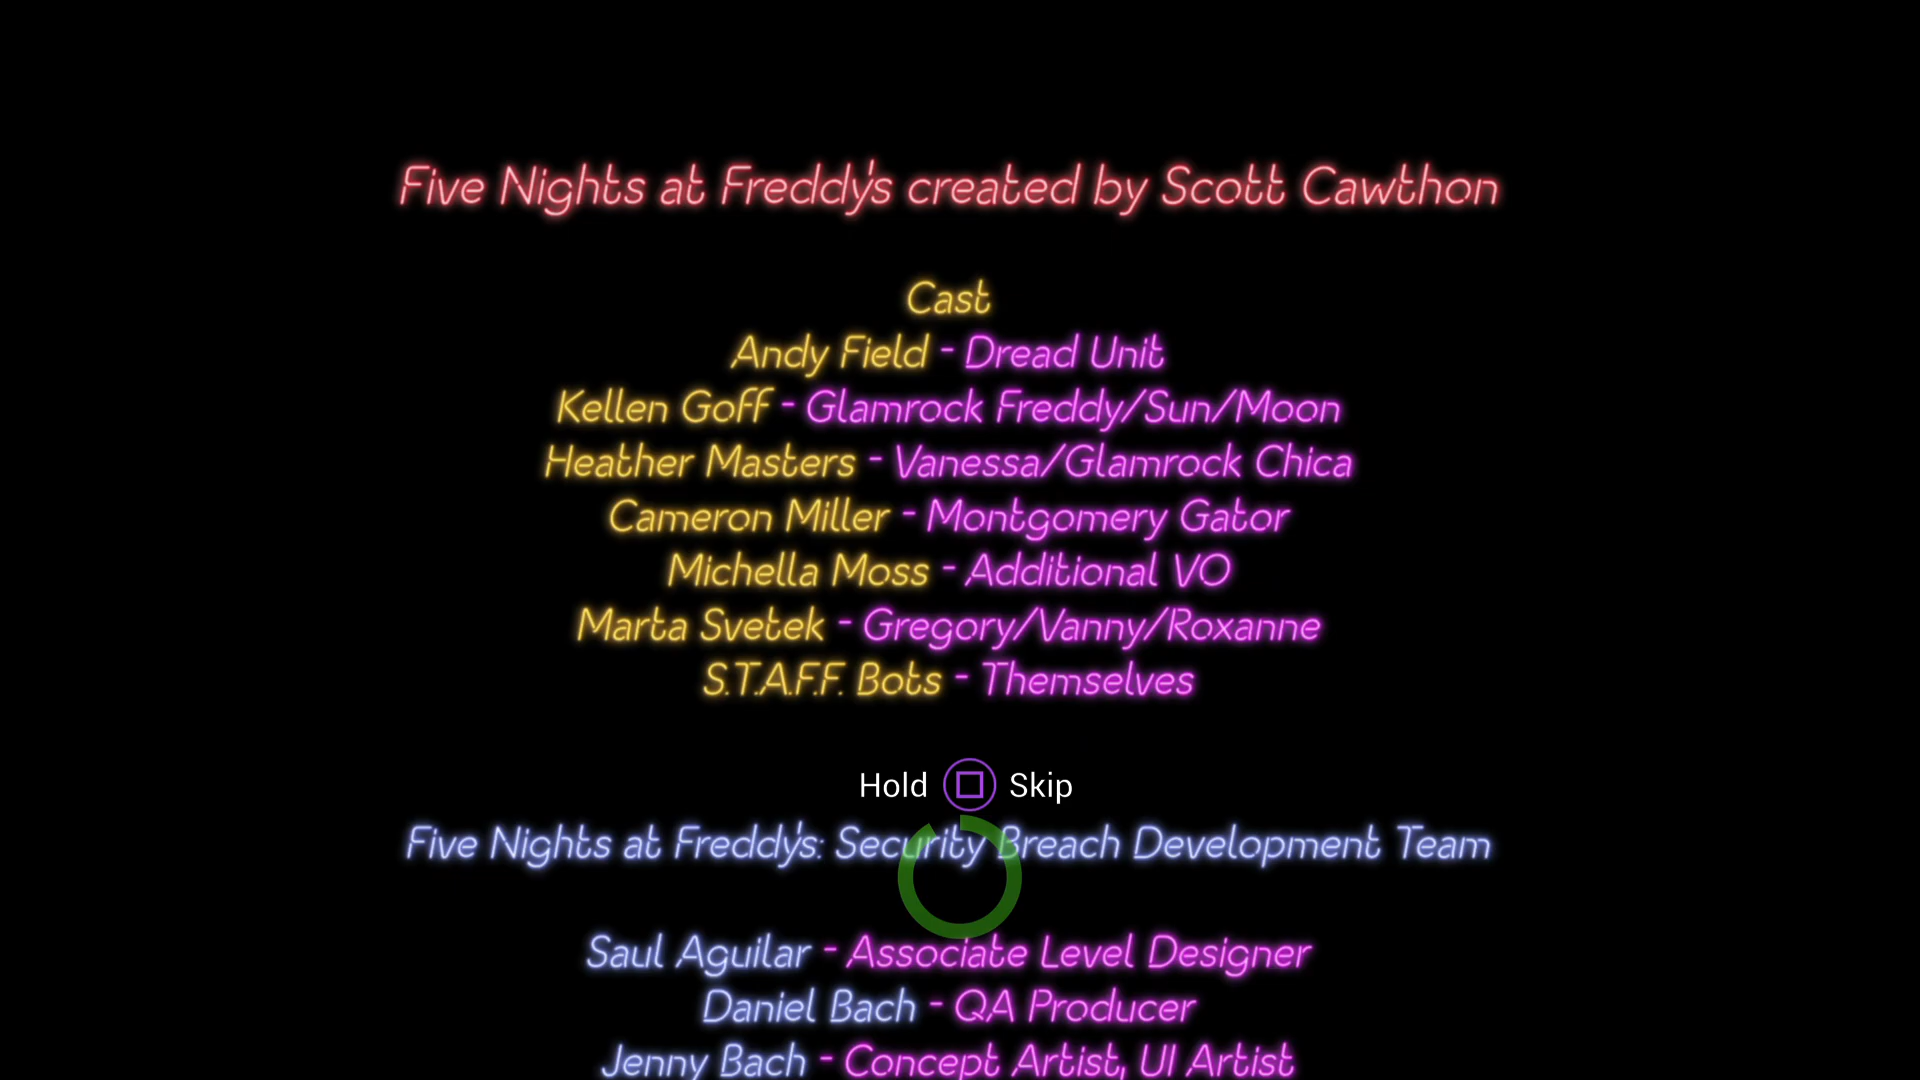 Five Nights at Freddy's created by Scott Cawthon
Cast
Andy Field - Dread Unit
Kellen Goff - Glamrock Freddy/Sun/Moon
Heather Masters - Vanessa/Glamrock Chica
Cameron Miller - Montgomery Gator
Michella Moss - Additional VO
Marta Svetek - Gregory/Vanny/Roxanne
S.T.A.F.F. Bots - Themselves
Hold Skip
Five Nights at Freddy's: Security Breach Development Team
Saul Aguilar - Associate Level Designer
Daniel Bach - QA Producer
Jenny Bach - Concept Artist, UI Artist